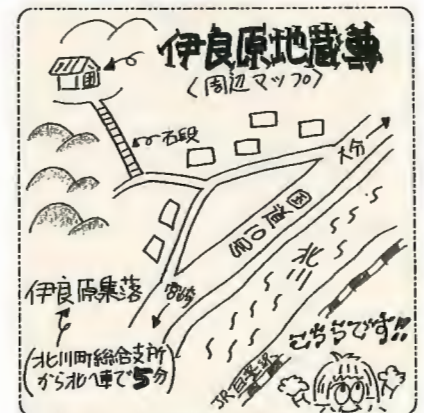 伊良原地蔵尊
〈周辺マップ〉
石段
大分
国道10号
北川
宮崎
伊良原集落
(北川町総合支所
から北へ車で5分)
JR日豊線
こちらです!!